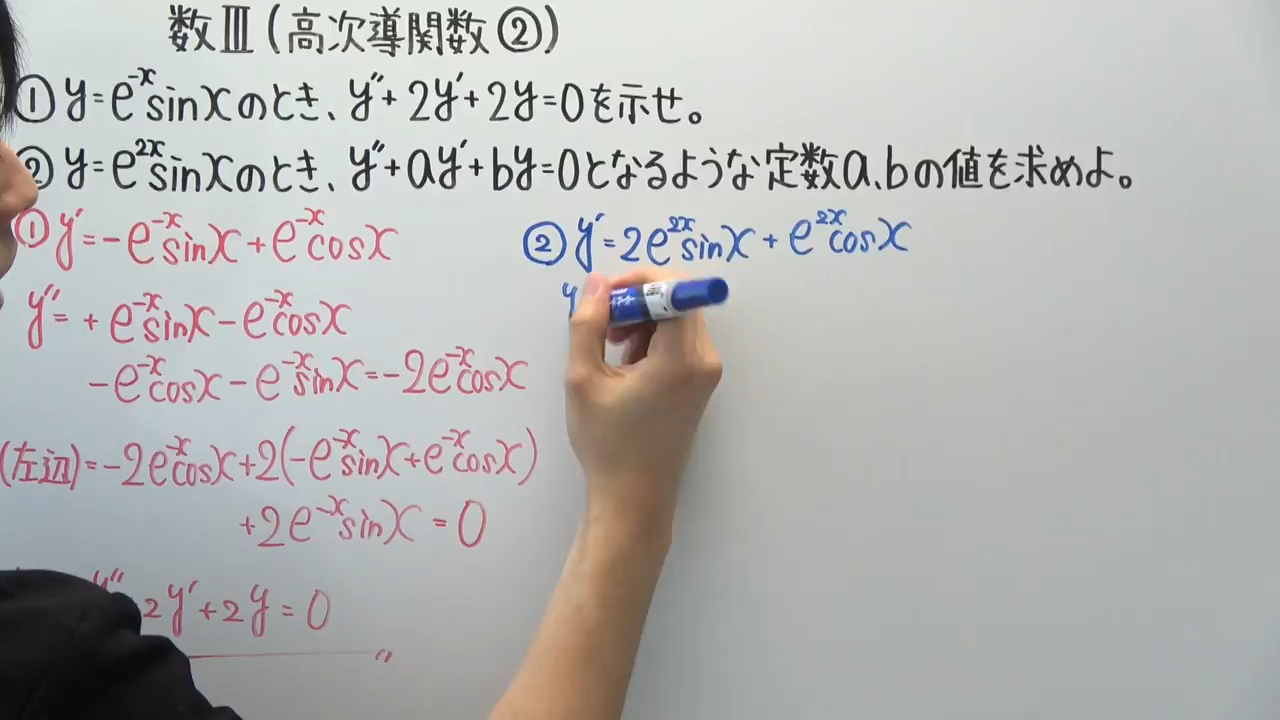 数Ⅲ(高次導関数②)
①y=e^{-x}sinxのとき、y''+2y'+2y=0を示せ。
②y=e^{2x}sinxのとき、y''+ay'+by=0となるような定数a、bの値を求めよ。
①y'=-e^{-x}sinx+e^{-x}cosx
y''=+e^{-x}sinx-e^{-x}cosx
-e^{-x}cosx-e^{-x}sinx=-2e^{-x}cosx
(左辺)=-2e^{-x}cosx+2(-e^{-x}sinx+e^{-x}cosx)
+2e^{-x}sinx=0
y'' 2y'+2y=0
②y'=2e^{2x}sinx+e^{2x}cosx
y